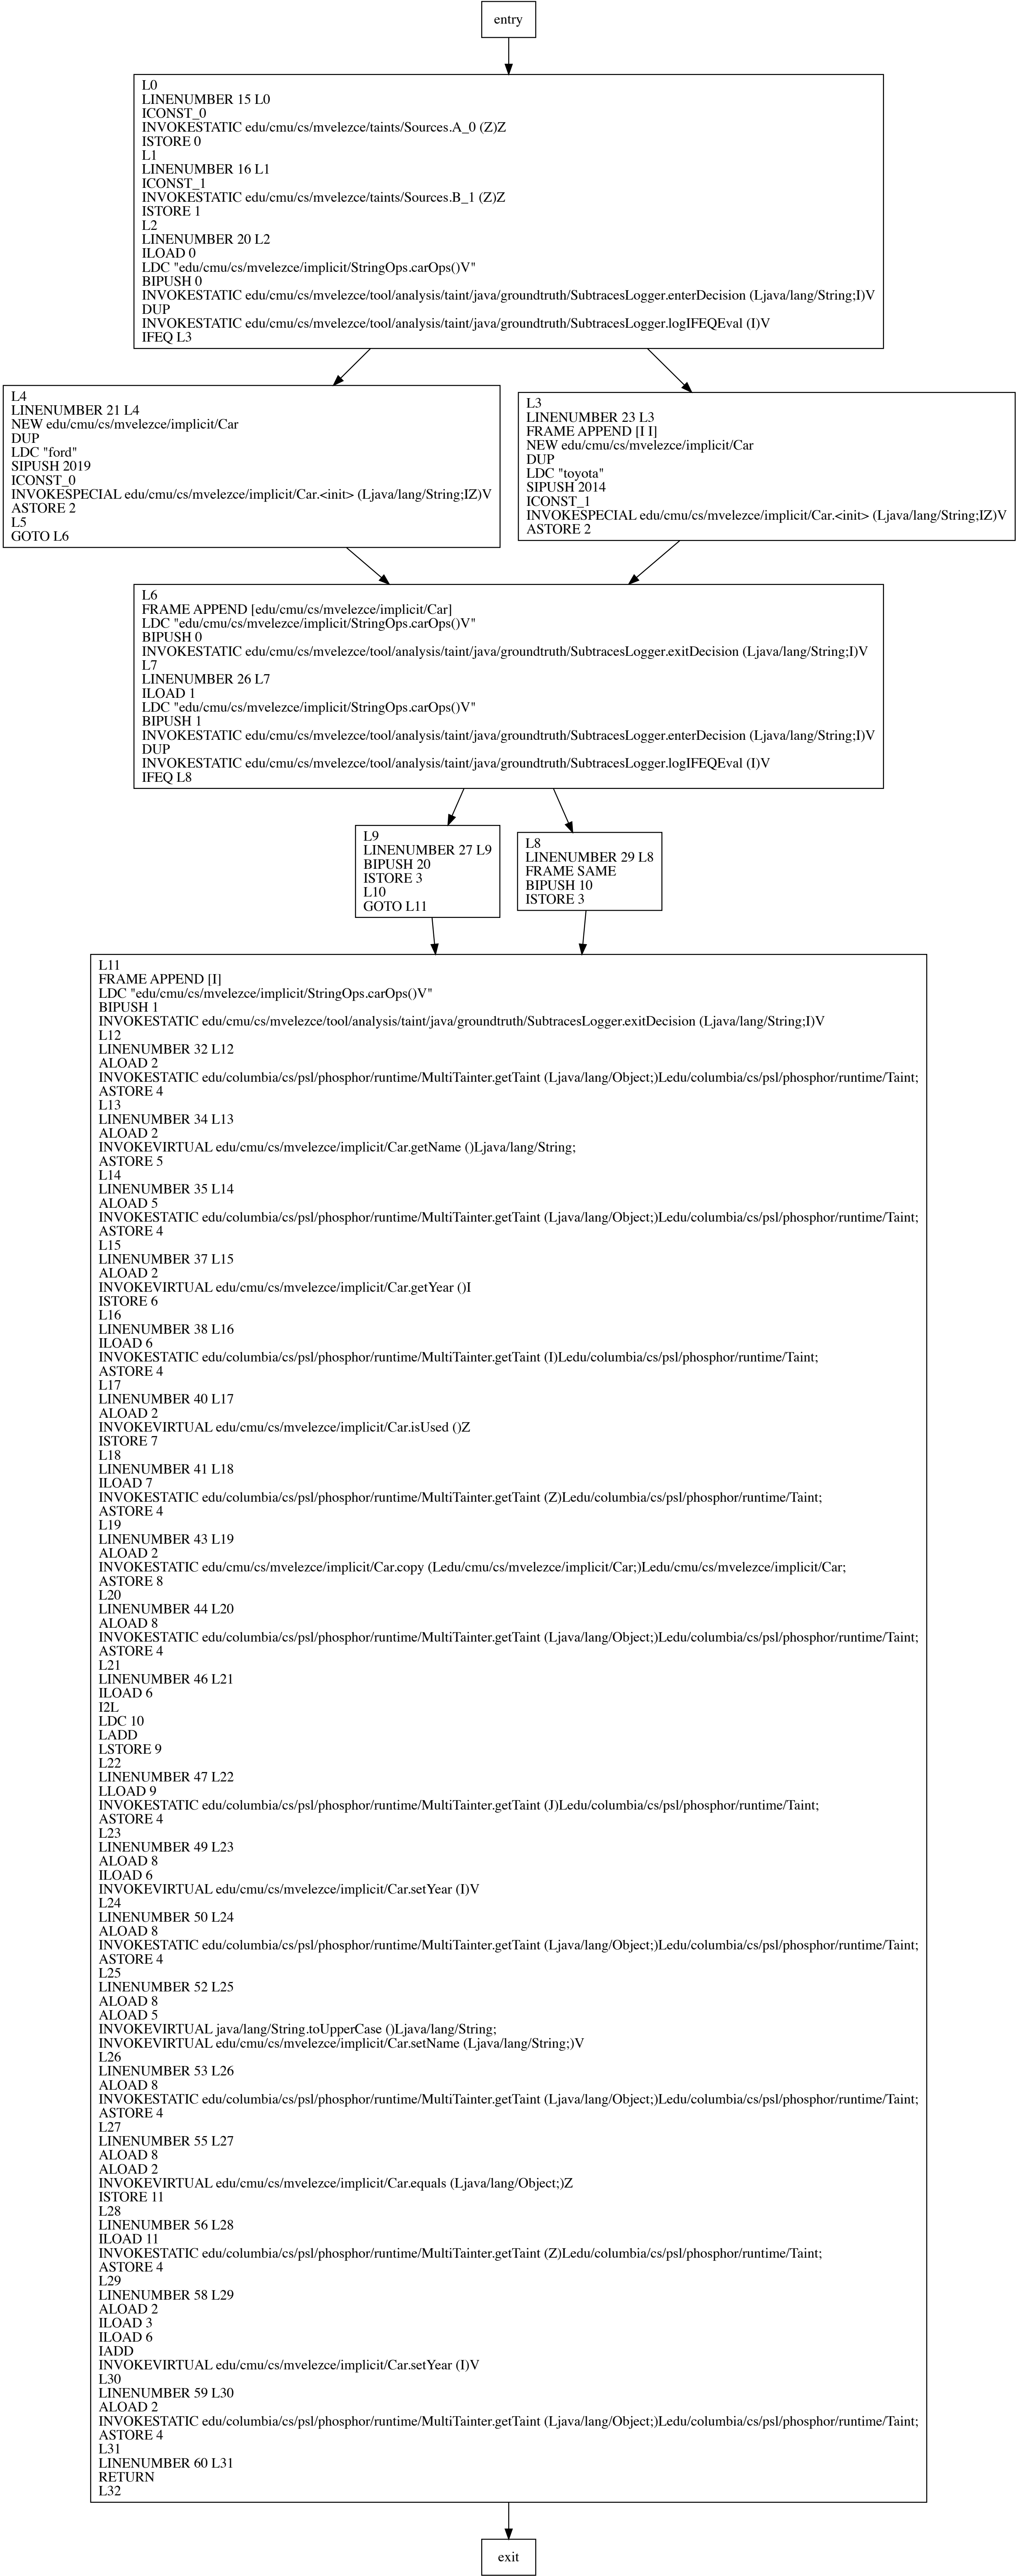 entry
L0
LINENUMBER 15 L0
ICONST_0
INVOKESTATIC edu/cmu/cs/mvelezce/taints/Sources.A_0 (Z)Z
ISTORE 0
L1
LINENUMBER 16 L1
ICONST_1
INVOKESTATIC edu/cmu/cs/mvelezce/taints/Sources.B_1 (Z)Z
ISTORE 1
L2
LINENUMBER 20 L2
ILOAD 0
LDC "edu/cmu/cs/mvelezce/implicit/StringOps.carOps()V"
BIPUSH 0
INVOKESTATIC edu/cmu/cs/mvelezce/tool/analysis/taint/java/groundtruth/SubtracesLogger.enterDecision (Ljava/lang/String;I)V
DUP
INVOKESTATIC edu/cmu/cs/mvelezce/tool/analysis/taint/java/groundtruth/SubtracesLogger.logIFEQEval (I)V
IFEQ L3
L4
LINENUMBER 21 L4
NEW edu/cmu/cs/mvelezce/implicit/Car
DUP
LDC "ford"
SIPUSH 2019
ICONST_0
INVOKESPECIAL edu/cmu/cs/mvelezce/implicit/Car.<init> (Ljava/lang/String;IZ)V
ASTORE 2
L5
GOTO L6
L3
LINENUMBER 23 L3
FRAME APPEND [I I]
NEW edu/cmu/cs/mvelezce/implicit/Car
DUP
LDC "toyota"
SIPUSH 2014
ICONST_1
INVOKESPECIAL edu/cmu/cs/mvelezce/implicit/Car.<init> (Ljava/lang/String;IZ)V
ASTORE 2
L6
FRAME APPEND [edu/cmu/cs/mvelezce/implicit/Car]
LDC "edu/cmu/cs/mvelezce/implicit/StringOps.carOps()V"
BIPUSH 0
INVOKESTATIC edu/cmu/cs/mvelezce/tool/analysis/taint/java/groundtruth/SubtracesLogger.exitDecision (Ljava/lang/String;I)V
L7
LINENUMBER 26 L7
ILOAD 1
LDC "edu/cmu/cs/mvelezce/implicit/StringOps.carOps()V"
BIPUSH 1
INVOKESTATIC edu/cmu/cs/mvelezce/tool/analysis/taint/java/groundtruth/SubtracesLogger.enterDecision (Ljava/lang/String;I)V
DUP
INVOKESTATIC edu/cmu/cs/mvelezce/tool/analysis/taint/java/groundtruth/SubtracesLogger.logIFEQEval (I)V
IFEQ L8
L9
LINENUMBER 27 L9
BIPUSH 20
ISTORE 3
L10
GOTO L11
L8
LINENUMBER 29 L8
FRAME SAME
BIPUSH 10
ISTORE 3
L11
FRAME APPEND [I]
LDC "edu/cmu/cs/mvelezce/implicit/StringOps.carOps()V"
BIPUSH 1
INVOKESTATIC edu/cmu/cs/mvelezce/tool/analysis/taint/java/groundtruth/SubtracesLogger.exitDecision (Ljava/lang/String;I)V
L12
LINENUMBER 32 L12
ALOAD 2
INVOKESTATIC edu/columbia/cs/psl/phosphor/runtime/MultiTainter.getTaint (Ljava/lang/Object;)Ledu/columbia/cs/psl/phosphor/runtime/Taint;
ASTORE 4
L13
LINENUMBER 34 L13
ALOAD 2
INVOKEVIRTUAL edu/cmu/cs/mvelezce/implicit/Car.getName ()Ljava/lang/String;
ASTORE 5
L14
LINENUMBER 35 L14
ALOAD 5
INVOKESTATIC edu/columbia/cs/psl/phosphor/runtime/MultiTainter.getTaint (Ljava/lang/Object;)Ledu/columbia/cs/psl/phosphor/runtime/Taint;
ASTORE 4
L15
LINENUMBER 37 L15
ALOAD 2
INVOKEVIRTUAL edu/cmu/cs/mvelezce/implicit/Car.getYear ()I
ISTORE 6
L16
LINENUMBER 38 L16
ILOAD 6
INVOKESTATIC edu/columbia/cs/psl/phosphor/runtime/MultiTainter.getTaint (I)Ledu/columbia/cs/psl/phosphor/runtime/Taint;
ASTORE 4
L17
LINENUMBER 40 L17
ALOAD 2
INVOKEVIRTUAL edu/cmu/cs/mvelezce/implicit/Car.isUsed ()Z
ISTORE 7
L18
LINENUMBER 41 L18
ILOAD 7
INVOKESTATIC edu/columbia/cs/psl/phosphor/runtime/MultiTainter.getTaint (Z)Ledu/columbia/cs/psl/phosphor/runtime/Taint;
ASTORE 4
L19
LINENUMBER 43 L19
ALOAD 2
INVOKESTATIC edu/cmu/cs/mvelezce/implicit/Car.copy (Ledu/cmu/cs/mvelezce/implicit/Car;)Ledu/cmu/cs/mvelezce/implicit/Car;
ASTORE 8
L20
LINENUMBER 44 L20
ALOAD 8
INVOKESTATIC edu/columbia/cs/psl/phosphor/runtime/MultiTainter.getTaint (Ljava/lang/Object;)Ledu/columbia/cs/psl/phosphor/runtime/Taint;
ASTORE 4
L21
LINENUMBER 46 L21
ILOAD 6
I2L
LDC 10
LADD
LSTORE 9
L22
LINENUMBER 47 L22
LLOAD 9
INVOKESTATIC edu/columbia/cs/psl/phosphor/runtime/MultiTainter.getTaint (J)Ledu/columbia/cs/psl/phosphor/runtime/Taint;
ASTORE 4
L23
LINENUMBER 49 L23
ALOAD 8
ILOAD 6
INVOKEVIRTUAL edu/cmu/cs/mvelezce/implicit/Car.setYear (I)V
L24
LINENUMBER 50 L24
ALOAD 8
INVOKESTATIC edu/columbia/cs/psl/phosphor/runtime/MultiTainter.getTaint (Ljava/lang/Object;)Ledu/columbia/cs/psl/phosphor/runtime/Taint;
ASTORE 4
L25
LINENUMBER 52 L25
ALOAD 8
ALOAD 5
INVOKEVIRTUAL java/lang/String.toUpperCase ()Ljava/lang/String;
INVOKEVIRTUAL edu/cmu/cs/mvelezce/implicit/Car.setName (Ljava/lang/String;)V
L26
LINENUMBER 53 L26
ALOAD 8
INVOKESTATIC edu/columbia/cs/psl/phosphor/runtime/MultiTainter.getTaint (Ljava/lang/Object;)Ledu/columbia/cs/psl/phosphor/runtime/Taint;
ASTORE 4
L27
LINENUMBER 55 L27
ALOAD 8
ALOAD 2
INVOKEVIRTUAL edu/cmu/cs/mvelezce/implicit/Car.equals (Ljava/lang/Object;)Z
ISTORE 11
L28
LINENUMBER 56 L28
ILOAD 11
INVOKESTATIC edu/columbia/cs/psl/phosphor/runtime/MultiTainter.getTaint (Z)Ledu/columbia/cs/psl/phosphor/runtime/Taint;
ASTORE 4
L29
LINENUMBER 58 L29
ALOAD 2
ILOAD 3
ILOAD 6
IADD
INVOKEVIRTUAL edu/cmu/cs/mvelezce/implicit/Car.setYear (I)V
L30
LINENUMBER 59 L30
ALOAD 2
INVOKESTATIC edu/columbia/cs/psl/phosphor/runtime/MultiTainter.getTaint (Ljava/lang/Object;)Ledu/columbia/cs/psl/phosphor/runtime/Taint;
ASTORE 4
L31
LINENUMBER 60 L31
RETURN
L32
exit